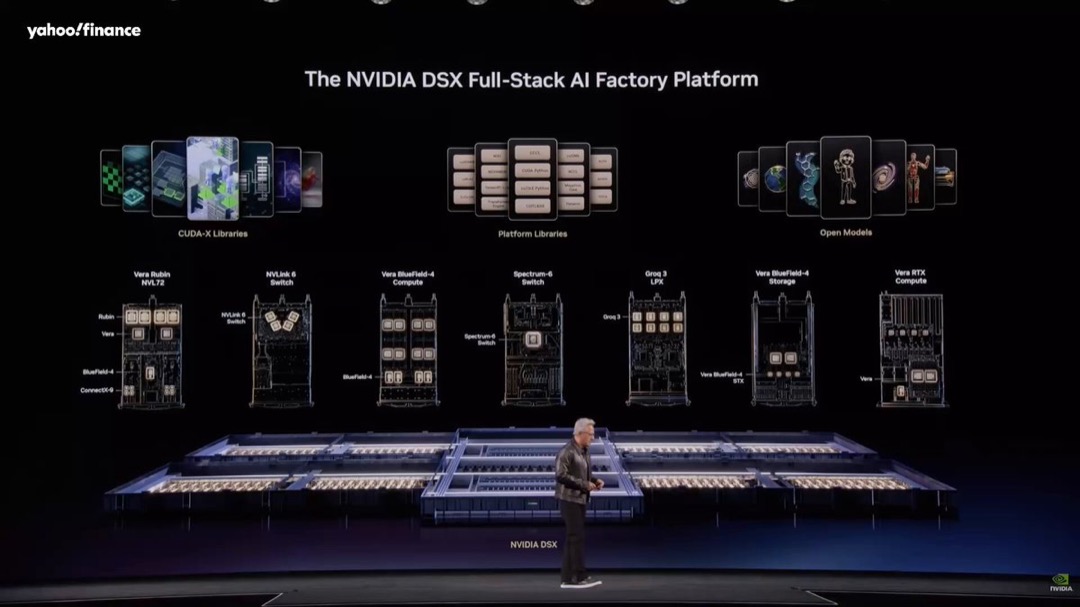 yahoo!finance
The NVIDIA DSX Full-Stack AI Factory Platform
CUDA-X Libraries
Platform Libraries
Open Models
Vera Rubin
NVL72
NVLink 6
Switch
Vera BlueField-4
Compute
Spectrum-6
Switch
Groq 3
LPX
Vera BlueField-4
Storage
Vera RTX
Compute
Rubin
Vera
BlueField-4
ConnectX-9
NVLink 6
Switch
BlueField-4
Spectrum-6
Switch
Groq 3
Vera BlueField-4
STX
Vera
NVIDIA DSX
NVIDIA